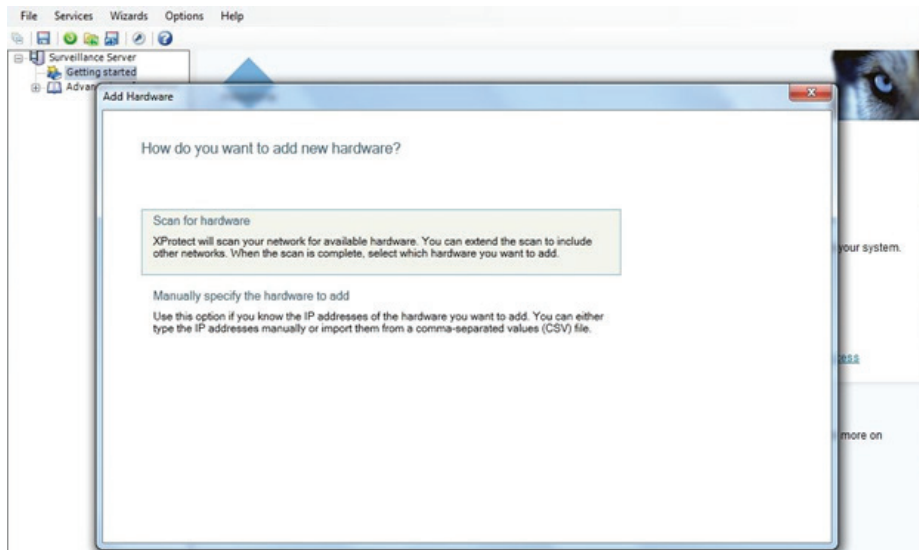 File Services Wizards Options Help
Surveillance Server
Getting started
Advan
Add Hardware
How do you want to add new hardware?
Scan for hardware
XProtect will scan your network for available hardware. You can extend the scan to include
other networks. When the scan is complete, select which hardware you want to add.
your system.
Manually specify the hardware to add
Use this option if you know the IP addresses of the hardware you want to add. You can either
type the IP addresses manually or import them from a comma-separated values (CSV) file.
more on